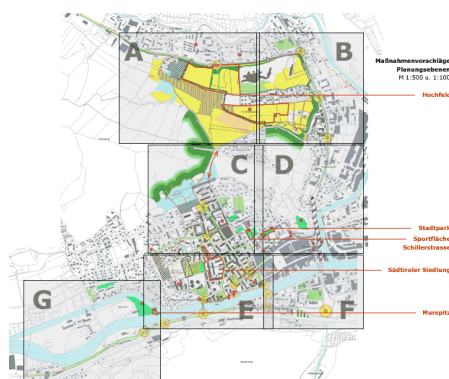 A
B
Maßnahmenvorschläge
Planungsebenen
M 1:500 u. 1:100
Hochfeld
C
D
Stadtpark
Sportfläche
Schillerstrasse
Südtiroler Siedlung
G
E
F
Murspitz